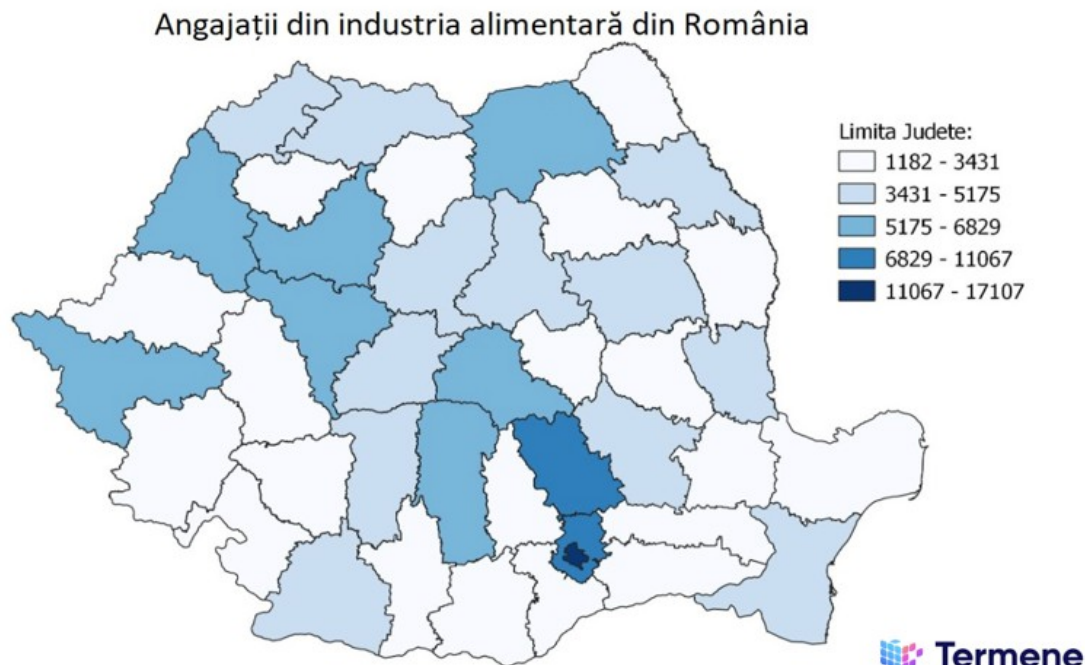 Angajații din industria alimentară din România
Limita Judete:
1182 - 3431
3431 - 5175
5175 - 6829
6829 - 11067
11067 - 17107
Termene